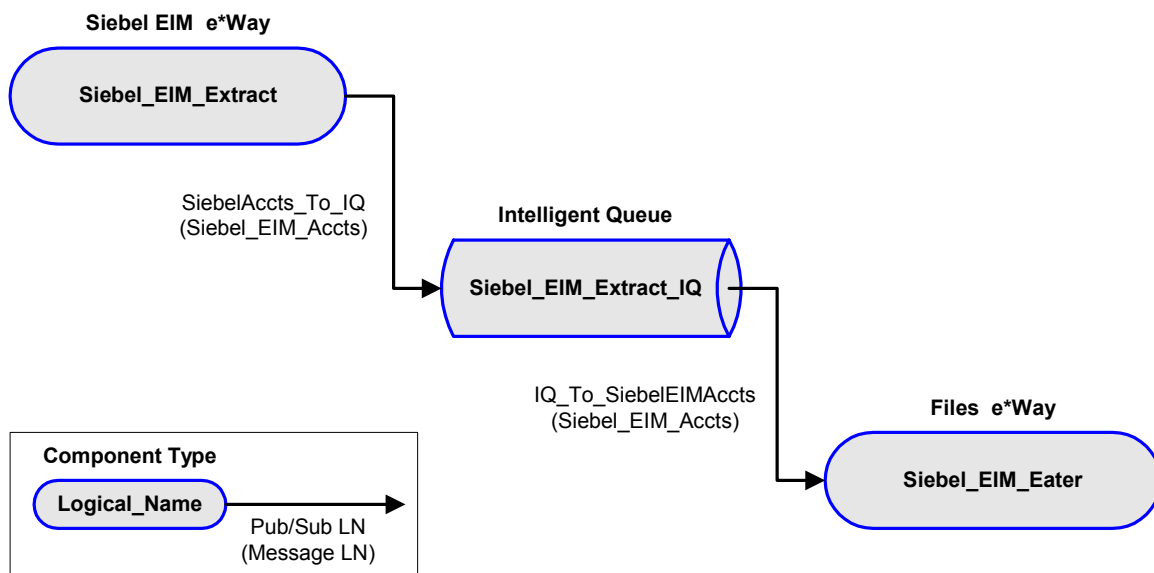 Siebel EIM e*Way
Siebel_EIM_Extract
SiebelAccts_To_IQ
(Siebel_EIM_Accts)
Intelligent Queue
Siebel_EIM_Extract_IQ
IQ_To_SiebelEIMAccts
(Siebel_EIM_Accts)
Files e*Way
Siebel_EIM_Eater
Component Type
Logical_Name
Pub/Sub LN
(Message LN)